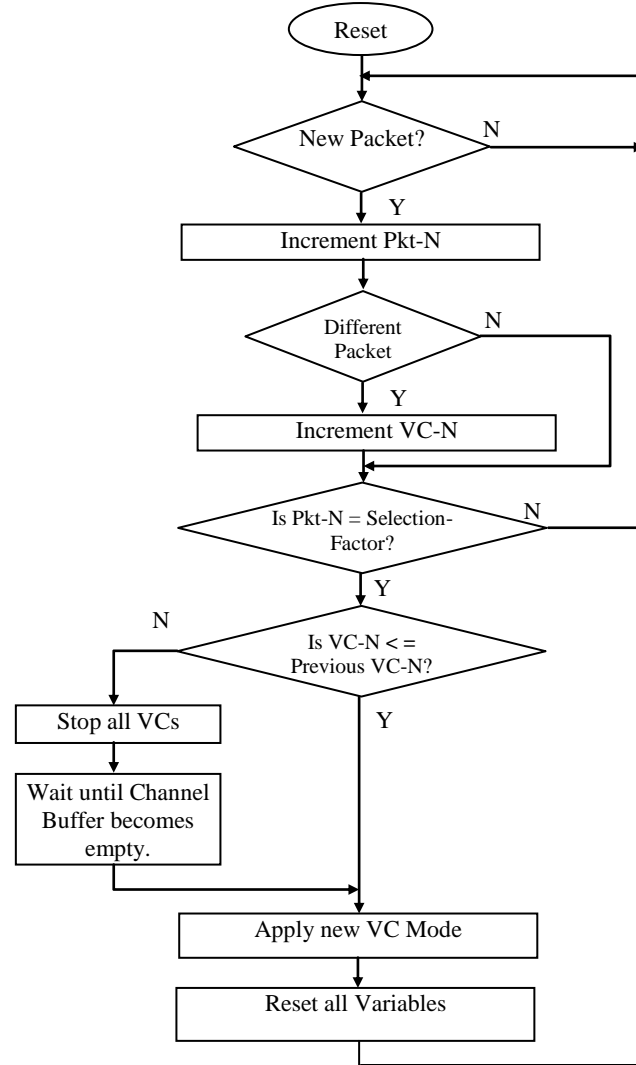 Reset
New Packet?
N
Y
Increment Pkt-N
Different
Packet
N
Y
Increment VC-N
Is Pkt-N = Selection-
Factor?
N
Y
N
Is VC-N < =
Previous VC-N?
Y
Stop all VCs
Wait until Channel
Buffer becomes
empty.
Apply new VC Mode
Reset all Variables